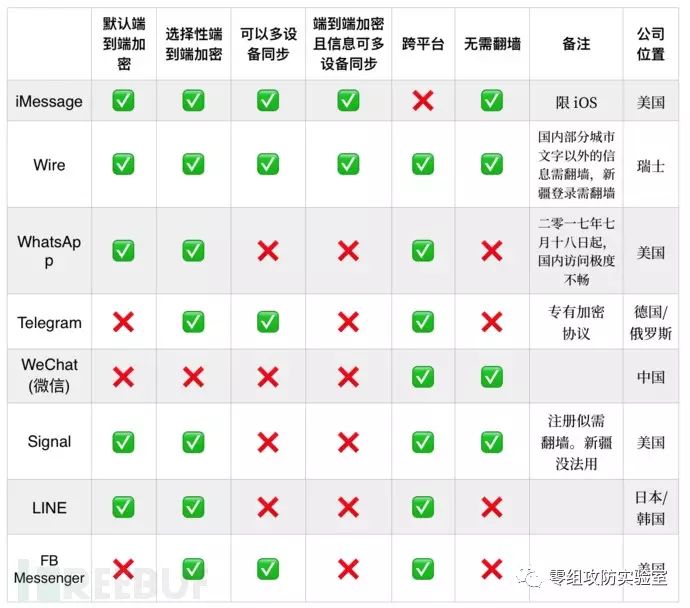 默认端
到端加
密
选择性端
到端加密
可以多设
备同步
端到端加密
且信息可多
设备同步
跨平台
无需翻墙
备注
公司
位置
iMessage
限 iOS
美国
Wire
国内部分城市
文字以外的信
息需翻墙，新
疆登录需翻墙
瑞士
WhatsAp
p
二零一七年七
月十八日起，
国内访问极度
不畅
美国
Telegram
专有加密
协议
德国/
俄罗斯
WeChat
(微信)
中国
Signal
注册似需
翻墙。新疆
没法用
美国
LINE
日本/
韩国
FB
Messenger
美国
REEBUF
零组攻防实验室